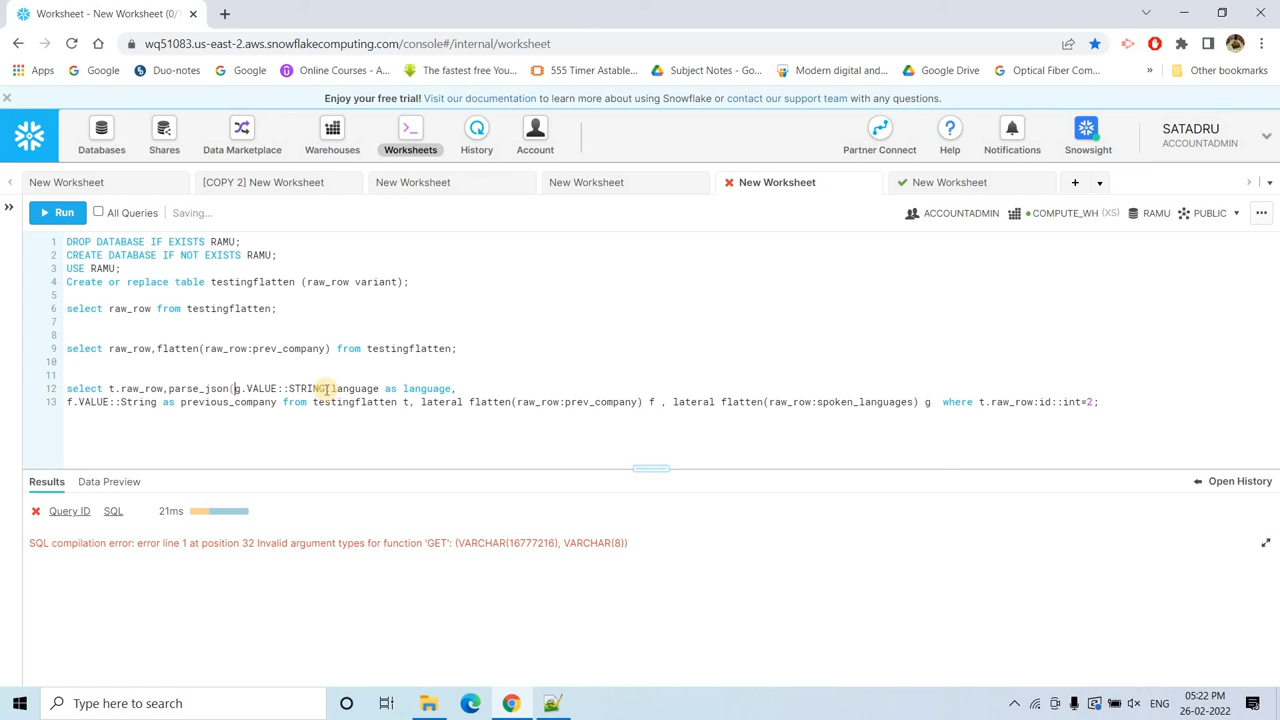 Worksheet - New Worksheet (0/
wq51083.us-east-2.aws.snowflakecomputing.com/console#/internal/worksheet
Apps Google Duo-notes Google Online Courses - A... The fastest free You... 555 Timer Astable... Subject Notes - Go... Modern digital and... Google Drive Optical Fiber Com... » Other bookmarks
Enjoy your free trial! Visit our documentation to learn more about using Snowflake or contact our support team with any questions.
Databases Shares Data Marketplace Warehouses Worksheets History Account Partner Connect Help Notifications Snowsight
SATADRU
ACCOUNTADMIN
New Worksheet [COPY 2] New Worksheet New Worksheet New Worksheet New Worksheet New Worksheet
Run All Queries Saving... ACCOUNTADMIN COMPUTE_WH (XS) RAMU PUBLIC
1 DROP DATABASE IF EXISTS RAMU;
2 CREATE DATABASE IF NOT EXISTS RAMU;
3 USE RAMU;
4 Create or replace table testingflatten (raw_row variant);
5
6 select raw_row from testingflatten;
7
8
9 select raw_row,flatten(raw_row:prev_company) from testingflatten;
10
11
12 select t.raw_row,parse_json(g.VALUE::STRING:language as language,
13 f.VALUE::String as previous_company from testingflatten t, lateral flatten(raw_row:prev_company) f , lateral flatten(raw_row:spoken_languages) g where t.raw_row:id::int=2;
Results Data Preview Open History
Query ID SQL 21ms
SQL compilation error: error line 1 at position 32 Invalid argument types for function 'GET': (VARCHAR(16777216), VARCHAR(8))
Type here to search
ENG
05:22 PM
26-02-2022